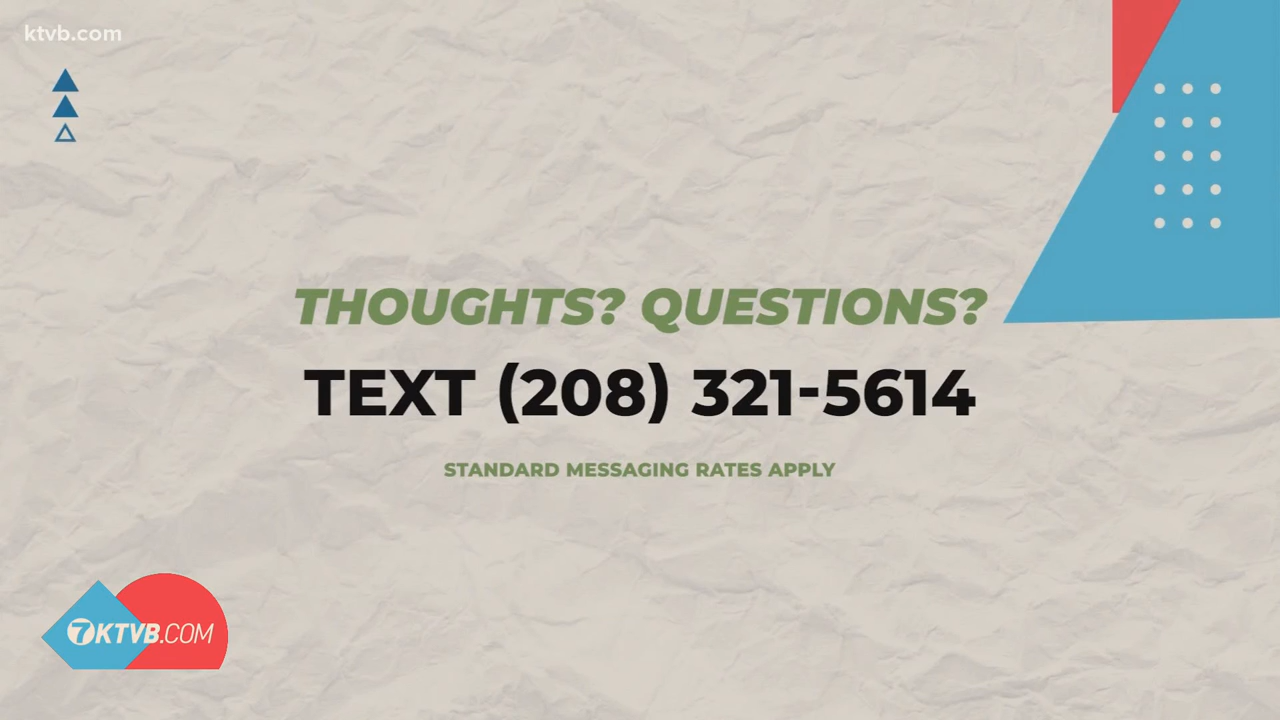 ktvb.com
THOUGHTS? QUESTIONS?
TEXT (208) 321-5614
STANDARD MESSAGING RATES APPLY
7KTVB.COM